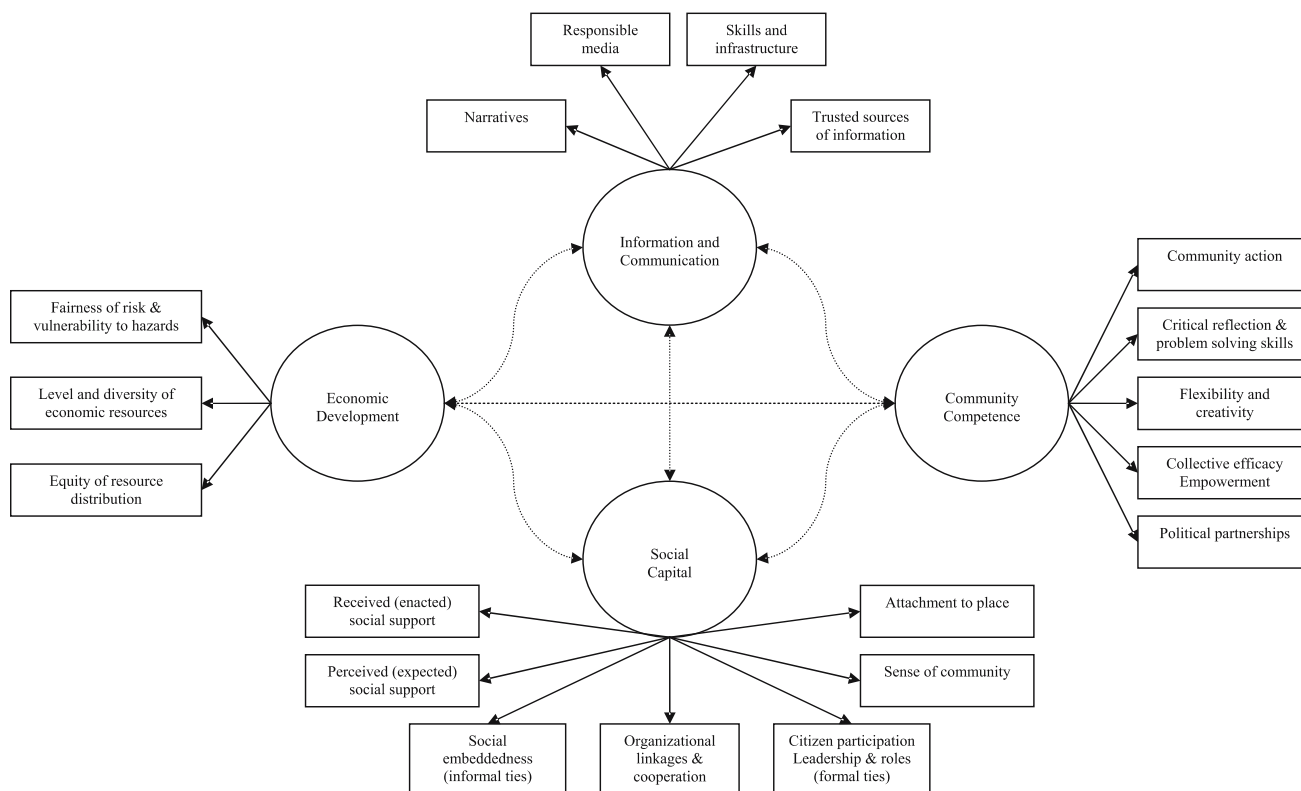 Responsible
media
Skills and
infrastructure
Narratives
Trusted sources
of information
Information and
Communication
Fairness of risk &
vulnerability to hazards
Level and diversity of
economic resources
Equity of resource
distribution
Economic
Development
Community
Competence
Community action
Critical reflection &
problem solving skills
Flexibility and
creativity
Collective efficacy
Empowerment
Political partnerships
Social
Capital
Received (enacted)
social support
Perceived (expected)
social support
Social
embeddedness
(informal ties)
Organizational
linkages &
cooperation
Citizen participation
Leadership & roles
(formal ties)
Sense of community
Attachment to place